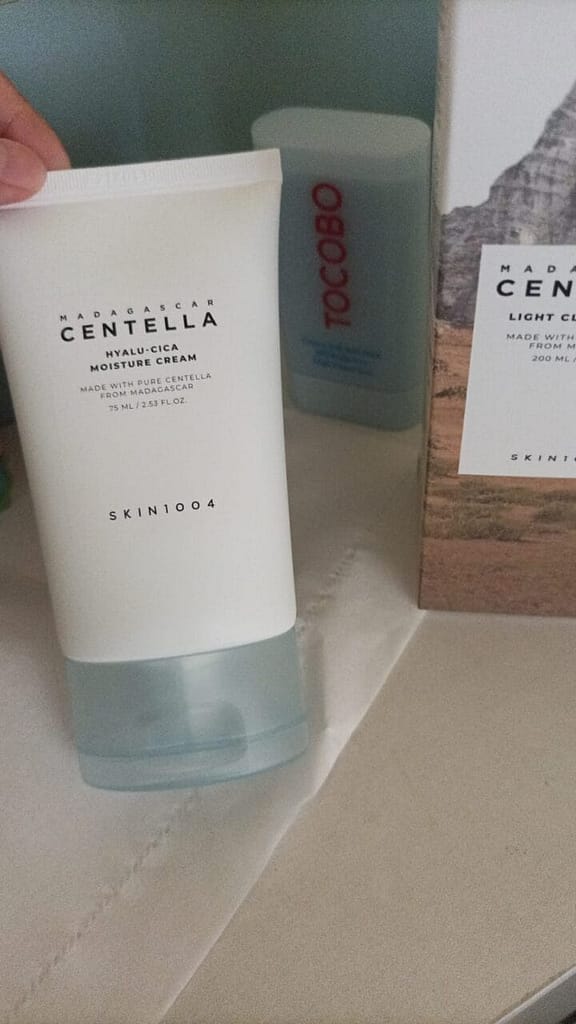 MADAGASCAR
CENTELLA
HYALU-CICA
MOISTURE CREAM
MADE WITH PURE CENTELLA
FROM MADAGASCAR
75 ML / 2.53 FL.OZ.
SKIN1004
TOCOBO
MADA
CEN
LIGHT CL
MADE WITH
FROM M
200 ML /
SKIN10